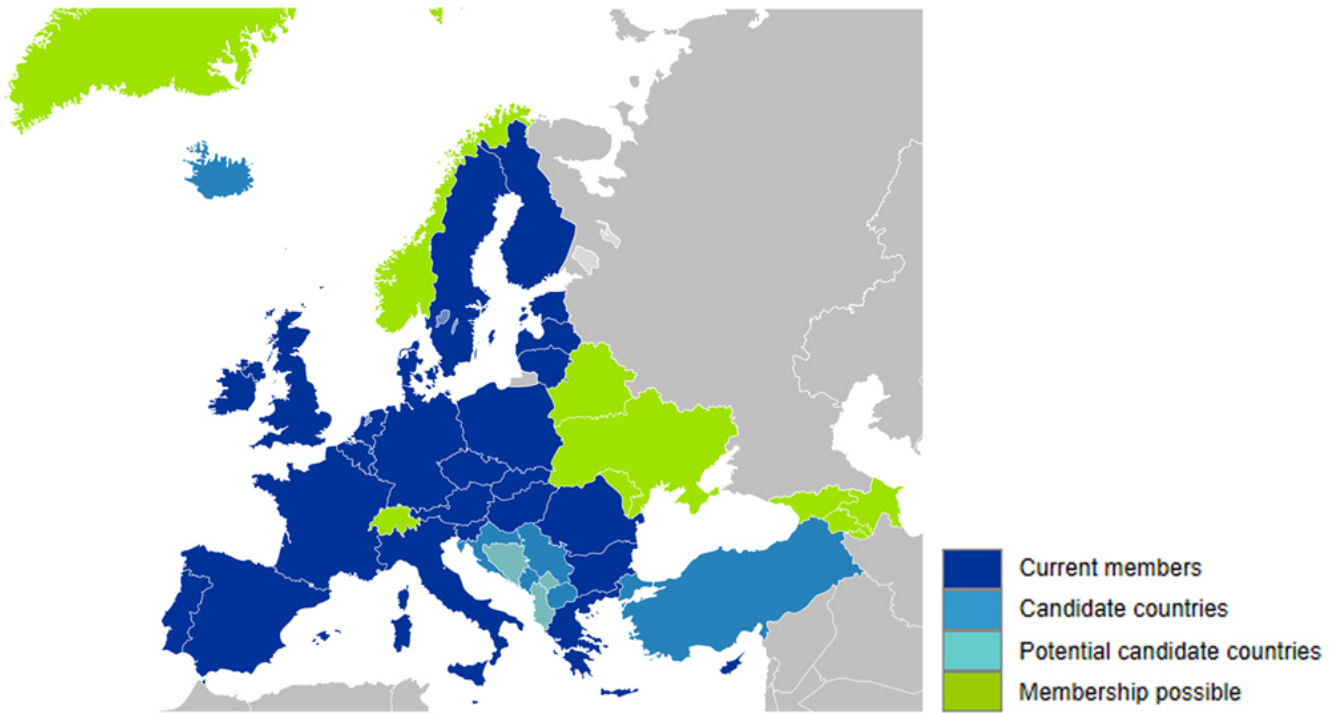 Current members
Candidate countries
Potential candidate countries
Membership possible